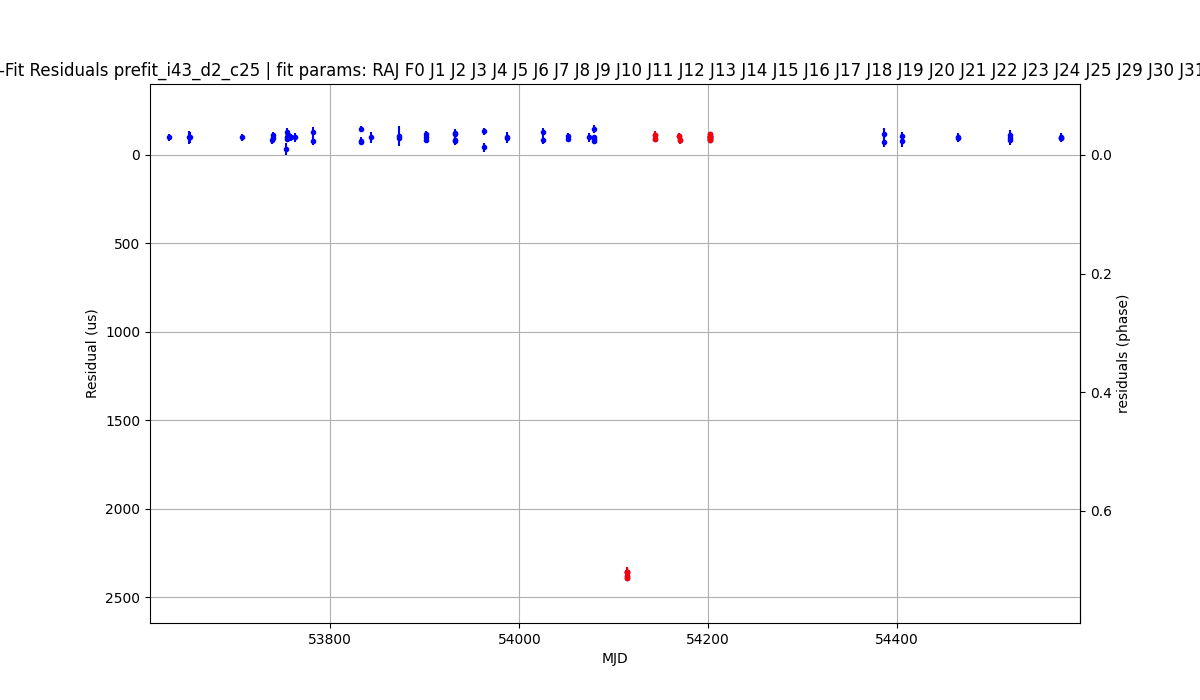 -Fit Residuals prefit_i43_d2_c25 | fit params: RAJ F0 J1 J2 J3 J4 J5 J6 J7 J8 J9 J10 J11 J12 J13 J14 J15 J16 J17 J18 J19 J20 J21 J22 J23 J24 J25 J29 J30 J31
0
500
1000
1500
2000
2500
Residual (us)
0.0
0.2
0.4
0.6
residuals (phase)
53800 54000 54200 54400
MJD